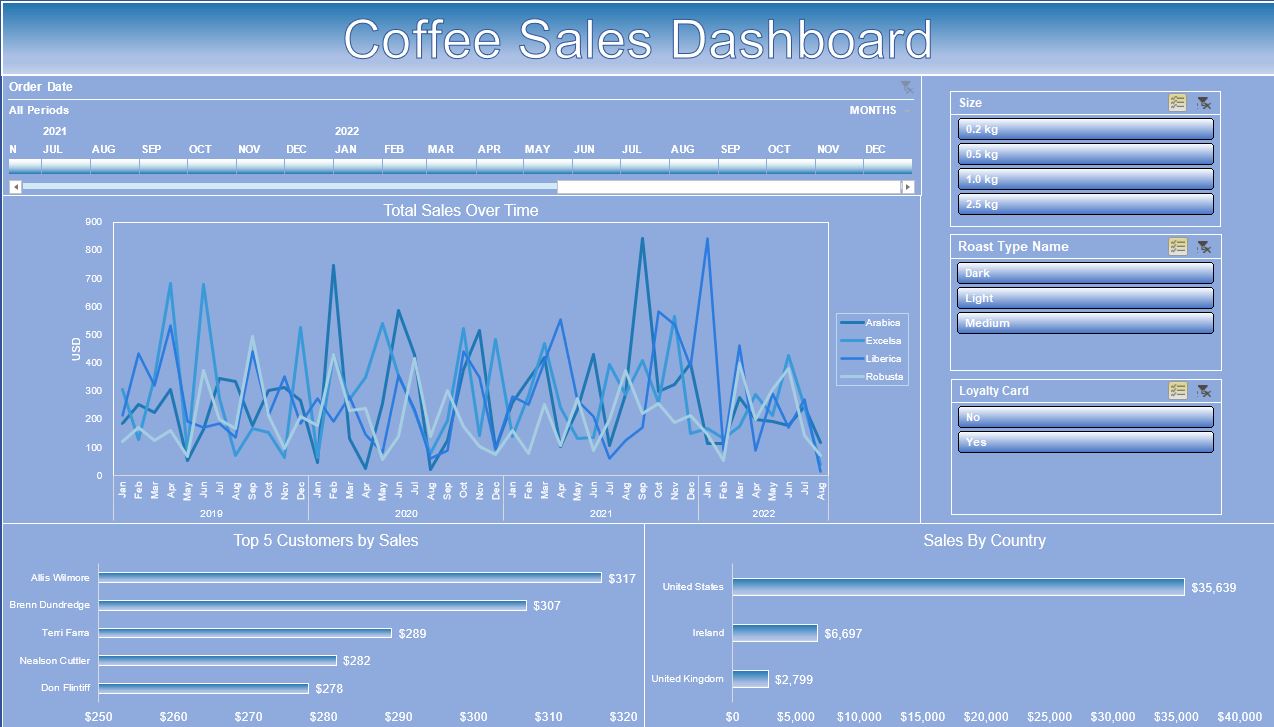 Coffee Sales Dashboard
Order Date
All Periods MONTHS
2021 2022
N JUL AUG SEP OCT NOV DEC JAN FEB MAR APR MAY JUN JUL AUG SEP OCT NOV DEC
Size
0.2 kg
0.5 kg
1.0 kg
2.5 kg
Roast Type Name
Dark
Light
Medium
Loyalty Card
No
Yes
Total Sales Over Time
USD
900
800
700
600
500
400
300
200
100
0
Jan Feb Mar Apr May Jun Jul Aug Sep Oct Nov Dec Jan Feb Mar Apr May Jun Jul Aug Sep Oct Nov Dec Jan Feb Mar Apr May Jun Jul Aug Sep Oct Nov Dec Jan Feb Mar Apr May Jun Jul Aug
2019 2020 2021 2022
Arabica
Excelsa
Liberica
Robusta
Top 5 Customers by Sales
Allis Wilmore $317
Brenn Dundredge $307
Terri Farra $289
Nealson Cuttler $282
Don Flintiff $278
$250 $260 $270 $280 $290 $300 $310 $320
Sales By Country
United States $35,639
Ireland $6,697
United Kingdom $2,799
$0 $5,000 $10,000 $15,000 $20,000 $25,000 $30,000 $35,000 $40,000